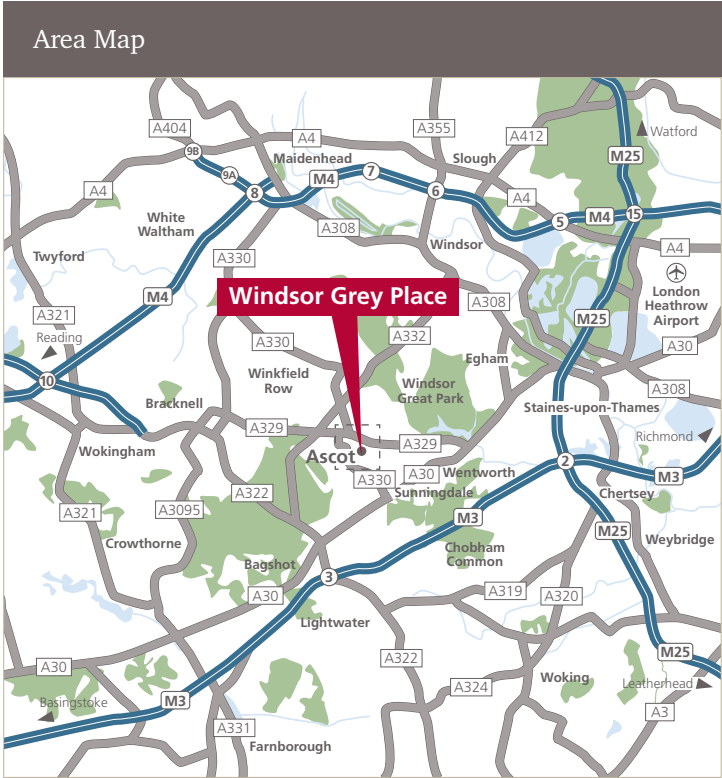 Area Map
A404
9B
A4
A355
A412
Watford
M25
Maidenhead
Slough
9A
M4
7
8
6
A4
A4
5
M4
15
White
Waltham
A308
Windsor
A4
Twyford
A330
London
Heathrow
Airport
M4
Windsor Grey Place
A308
A321
M25
Reading
A330
A332
A30
Egham
10
Winkfield
Row
Windsor
Great Park
A308
Bracknell
Staines-upon-Thames
A329
A329
Richmond
Wokingham
Ascot
2
A330
A30
Wentworth
M3
A322
Sunningdale
Chertsey
A321
A3095
M3
M25
Crowthorne
Weybridge
Chobham
Common
Bagshot
3
A30
A319
A320
Lightwater
A30
A322
M25
Woking
A324
Leatherhead
Basingstoke
M3
A3
A331
Farnborough